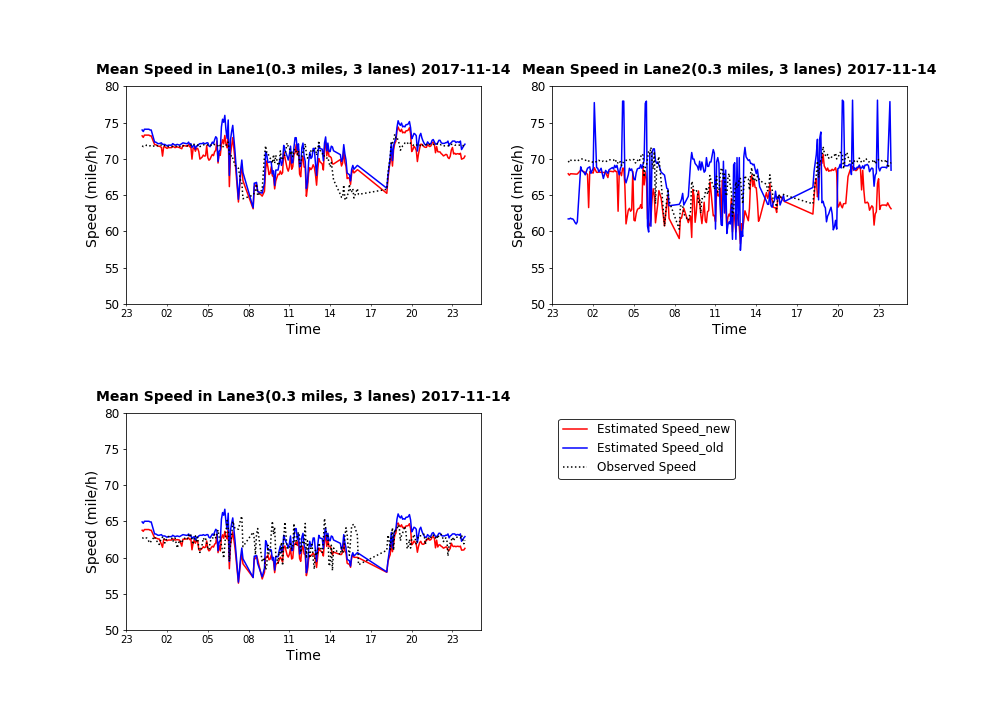 Mean Speed in Lane1(0.3 miles, 3 lanes) 2017-11-14
80
75
70
65
60
55
50
Speed (mile/h)
23 02 05 08 11 14 17 20 23
Time
Mean Speed in Lane2(0.3 miles, 3 lanes) 2017-11-14
80
75
70
65
60
55
50
Speed (mile/h)
23 02 05 08 11 14 17 20 23
Time
Mean Speed in Lane3(0.3 miles, 3 lanes) 2017-11-14
80
75
70
65
60
55
50
Speed (mile/h)
23 02 05 08 11 14 17 20 23
Time
Estimated Speed_new
Estimated Speed_old
Observed Speed